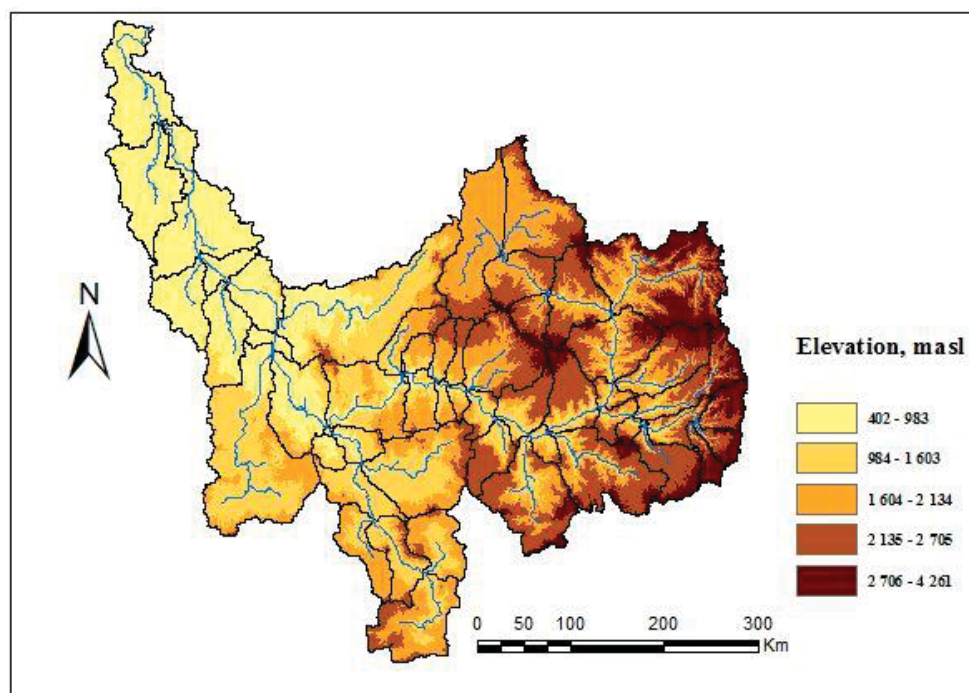 N
Elevation, masl
402 - 983
984 - 1 603
1 604 - 2 134
2 135 - 2 705
2 706 - 4 261
0 50 100 200 300
Km